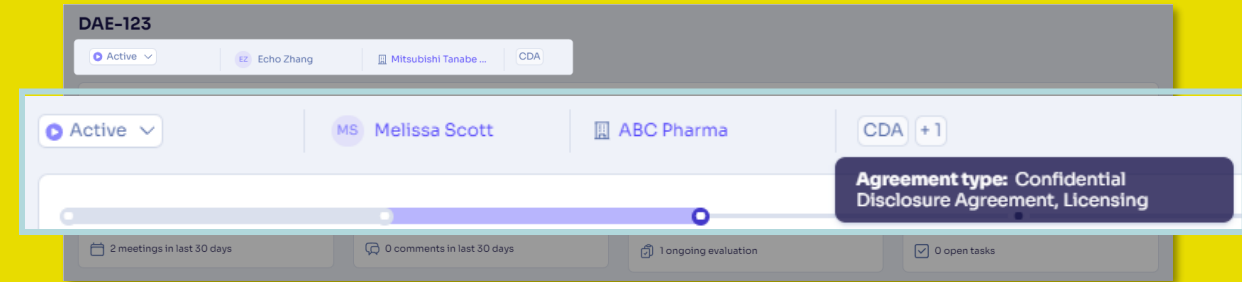 DAE-123
Active
EZ Echo Zhang
Mitsubishi Tanabe ...
CDA
Active
MS Melissa Scott
ABC Pharma
CDA +1
Agreement type: Confidential
Disclosure Agreement, Licensing
2 meetings in last 30 days
0 comments in last 30 days
1 ongoing evaluation
0 open tasks